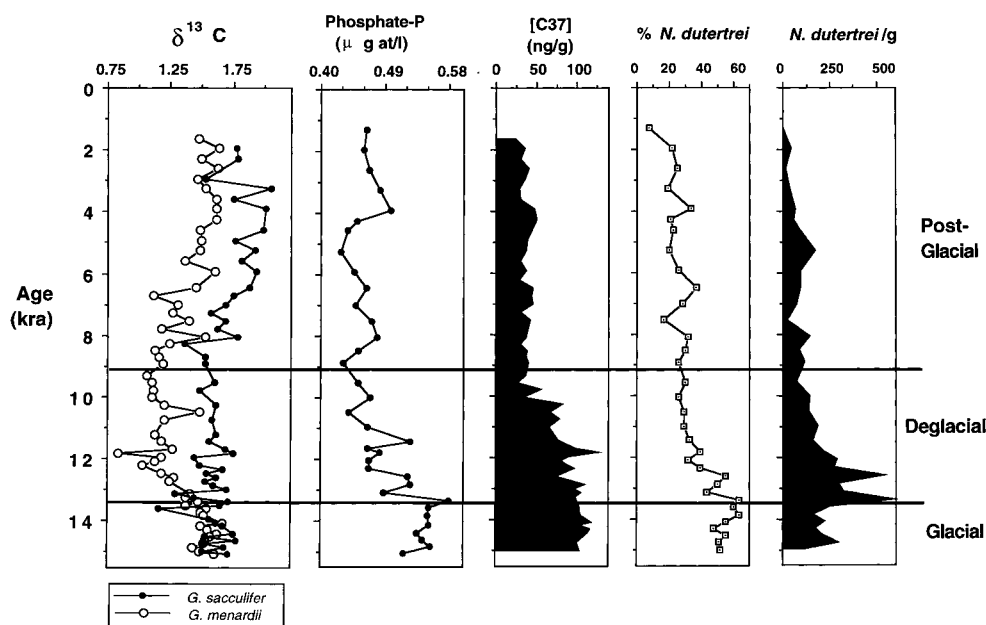 δ13 C
Phosphate-P
(μ g at/l)
[C37]
(ng/g)
% N. dutertrei
N. dutertrei/g
0.75 1.25 1.75
0.40 0.49 0.58
0 50 100
0 20 40 60
0 250 500
Age
(kra)
0
2
4
6
8
10
12
14
Post-
Glacial
Deglacial
Glacial
G. sacculifer
G. menardii